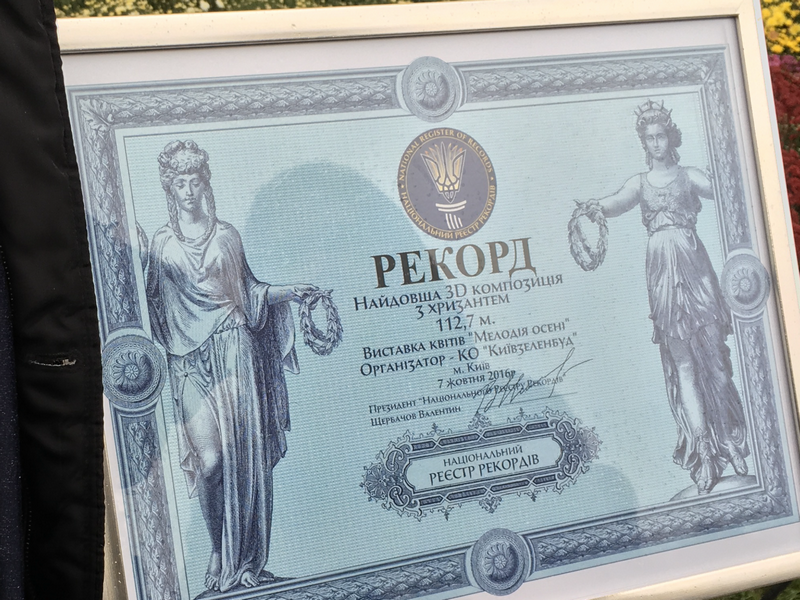 NATIONAL REGISTER OF RECORDS
НАЦІОНАЛЬНИЙ РЕЄСТР РЕКОРДІВ
РЕКОРД
Найдовша 3D композиція
з хризантем
112,7 м.
Виставка квітів "Мелодія осені"
Організатор - КО "Київзеленбуд"
м. Київ
7 жовтня 2016р
Президент "Національного Реєстру Рекордів"
Щербачов Валентин
НАЦІОНАЛЬНИЙ
РЕЄСТР РЕКОРДІВ